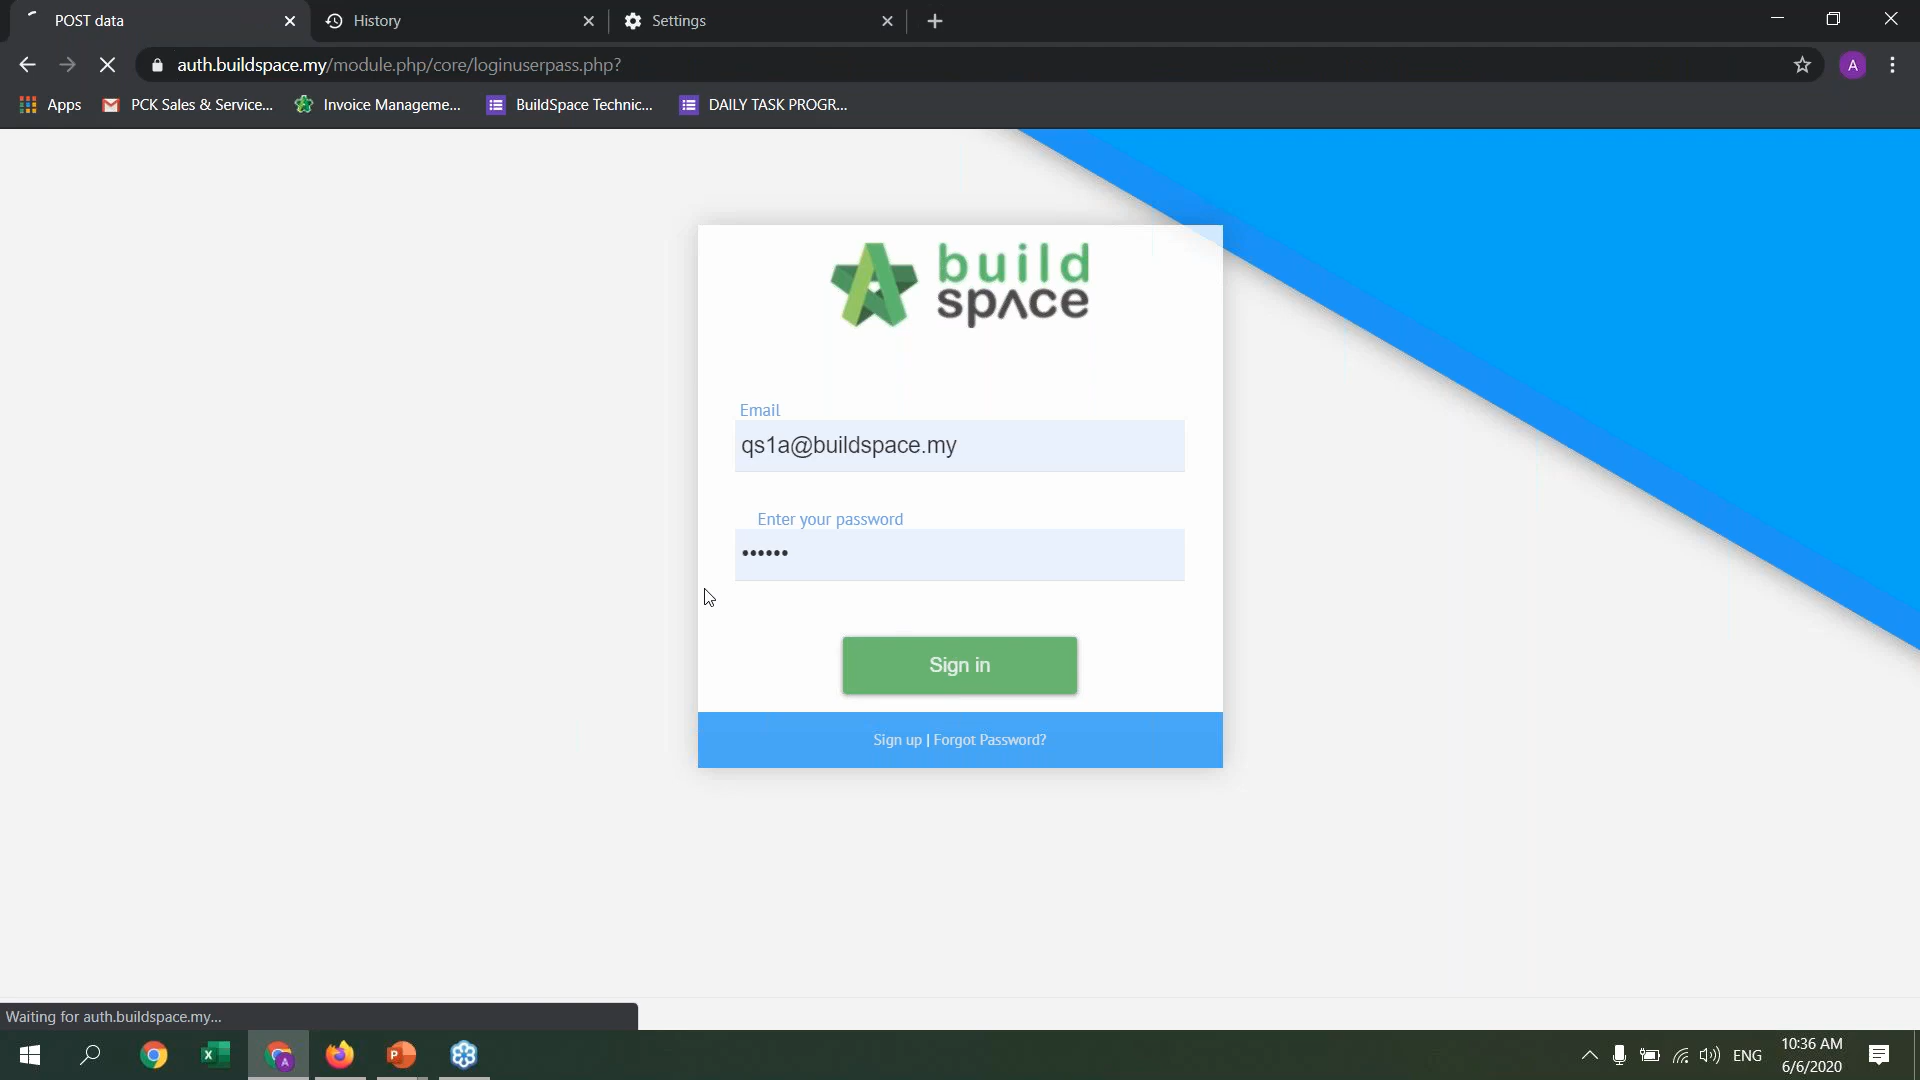 POST data
History
Settings
auth.buildspace.my/module.php/core/loginuserpass.php?
A
Apps
PCK Sales & Service...
Invoice Manageme...
BuildSpace Technic...
DAILY TASK PROGR...
build
spʌce
Email
qs1a@buildspace.my
Enter your password
••••••
Sign in
Sign up | Forgot Password?
Waiting for auth.buildspace.my...
ENG
10:36 AM
6/6/2020